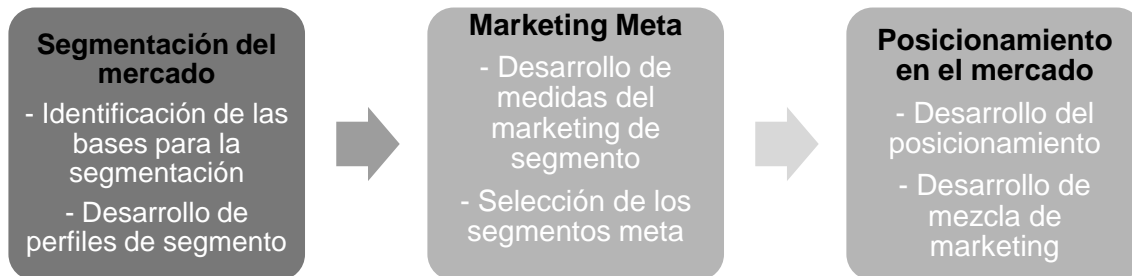 Segmentación del
mercado
- Identificación de las
bases para la
segmentación
- Desarrollo de
perfiles de segmento
Marketing Meta
- Desarrollo de
medidas del
marketing de
segmento
- Selección de los
segmentos meta
Posicionamiento
en el mercado
- Desarrollo del
posicionamiento
- Desarrollo de
mezcla de
marketing